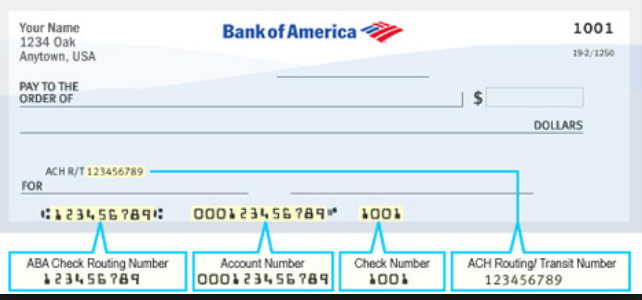 Your Name
1234 Oak
Anytown, USA
Bank of America
1001
19-2/1250
PAY TO THE
ORDER OF
$
DOLLARS
ACH R/T 123456789
FOR
⑆123456789⑆ 000123456789⑈ 1001
ABA Check Routing Number
123456789
Account Number
000123456789
Check Number
1001
ACH Routing/ Transit Number
123456789